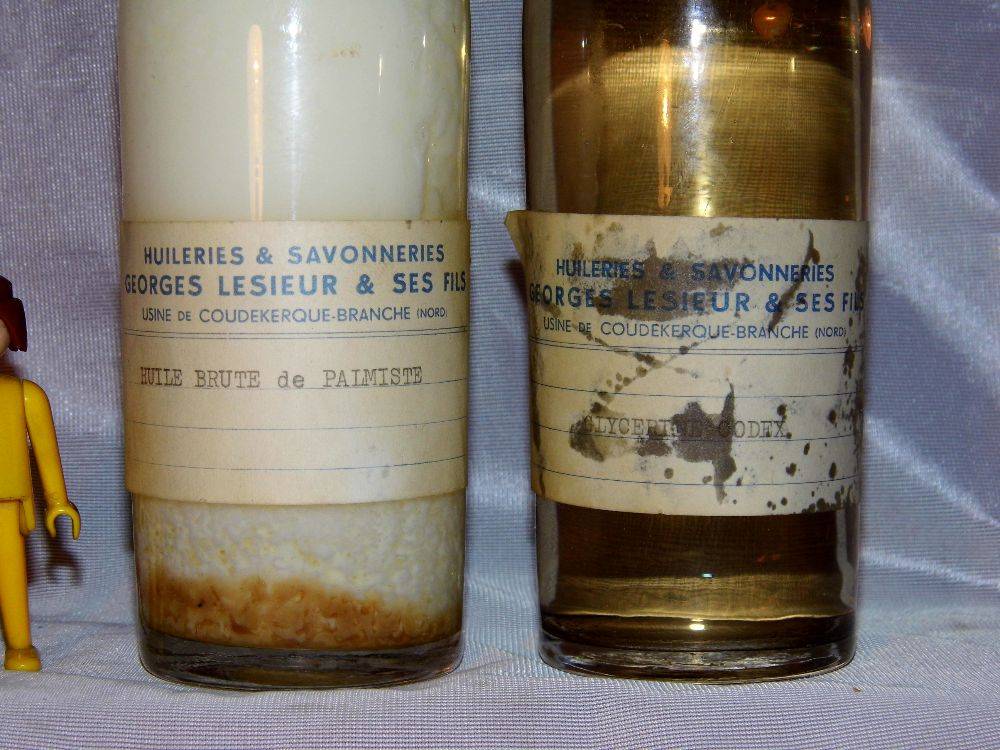 HUILERIES & SAVONNERIES
GEORGES LESIEUR & SES FILS
USINE DE COUDEKERQUE-BRANCHE (NORD)
HUILE BRUTE de PALMISTE
HUILERIES & SAVONNERIES
GEORGES LESIEUR & SES FILS
USINE DE COUDEKERQUE-BRANCHE (NORD)
GLYCERINE CODEX